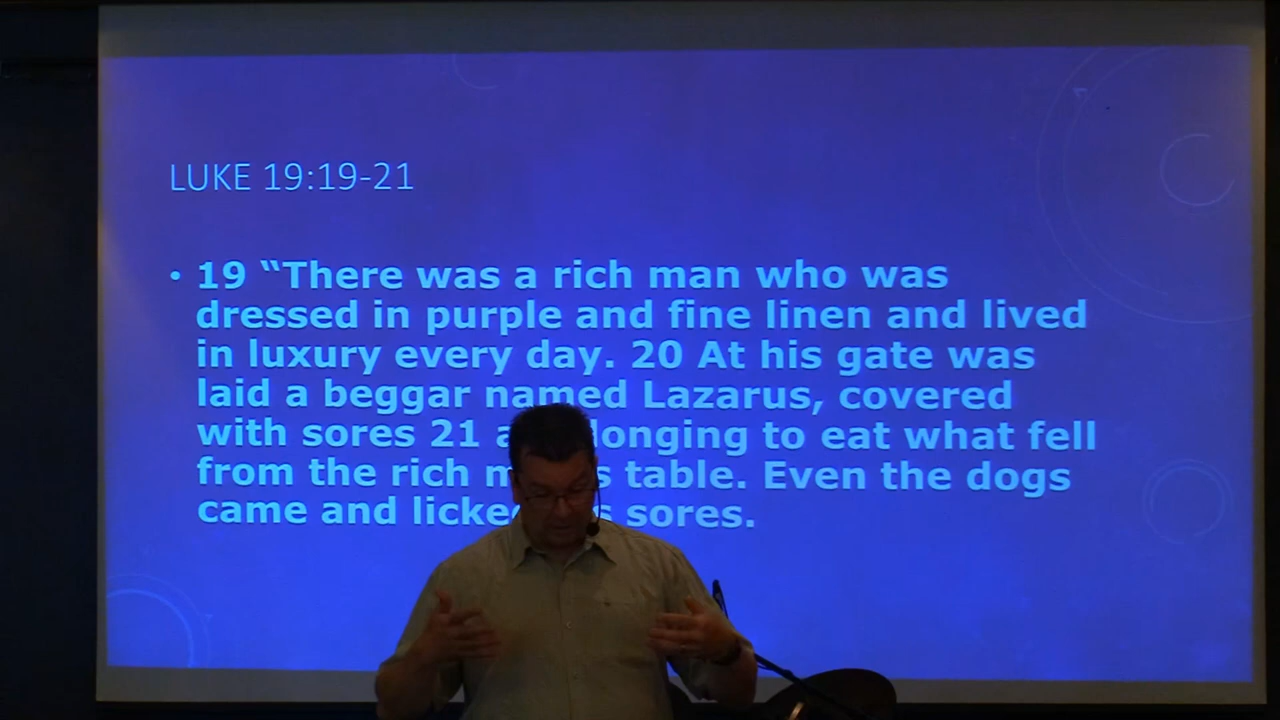 LUKE 19:19-21
• 19 “There was a rich man who was
dressed in purple and fine linen and lived
in luxury every day. 20 At his gate was
laid a beggar named Lazarus, covered
with sores 21 longing to eat what fell
from the rich table. Even the dogs
came and sores.